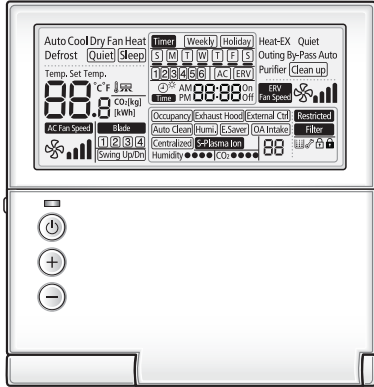 Auto Cool Dry Fan Heat Timer Weekly Holiday Heat-EX Quiet
Defrost Quiet Sleep S M T W T F S Outing By-Pass Auto
Temp. Set Temp. 1 2 3 4 5 6 AC ERV Purifier Clean up
88.8 °C °F CO2[kg] [kWh] AM PM 88:88 On Off ERV Fan Speed
Time
AC Fan Speed Blade Occupancy Exhaust Hood External Ctrl Restricted
1 2 3 4 Auto Clean Humi. E.Saver OA Intake Filter
Swing Up/Dn Centralized S-Plasma Ion 88
Humidity CO2